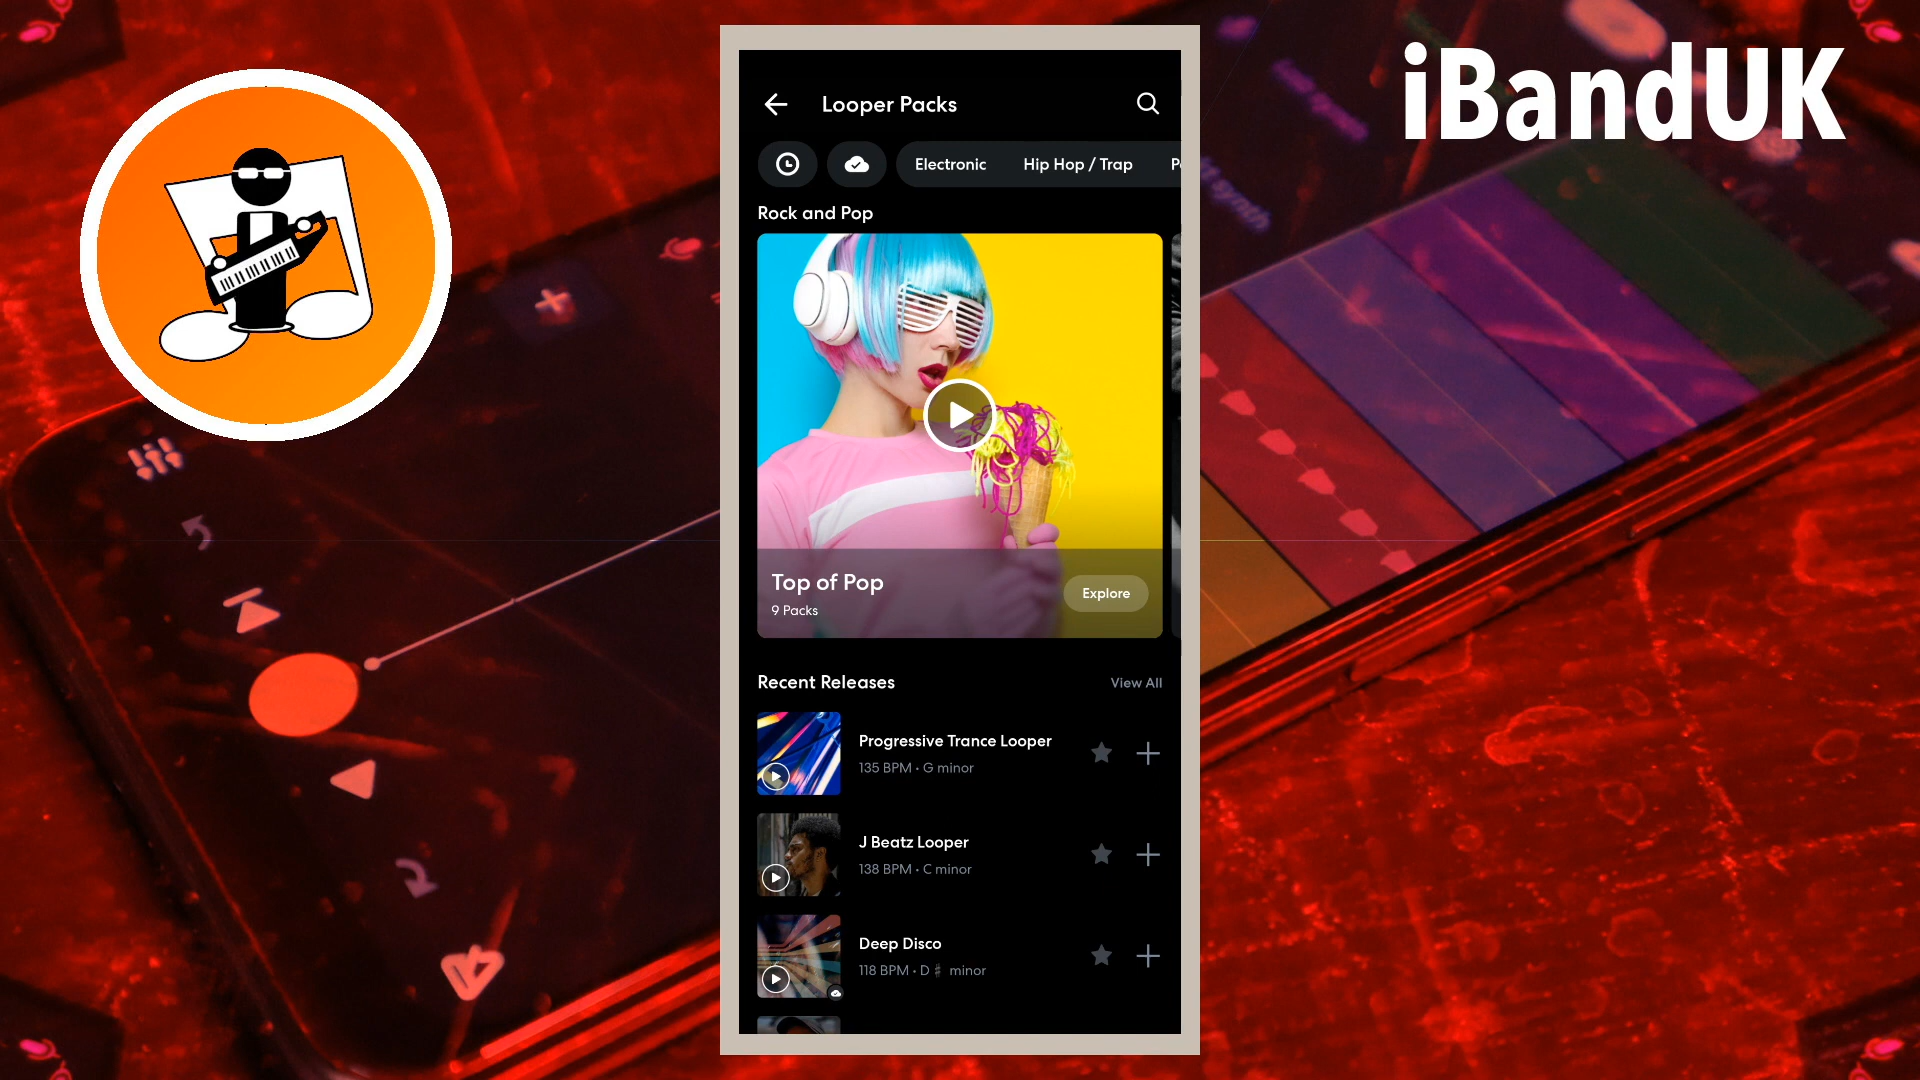 iBandUK
Looper Packs
Electronic Hip Hop / Trap
Rock and Pop
Top of Pop
9 Packs
Explore
Recent Releases
View All
Progressive Trance Looper
135 BPM • G minor
J Beatz Looper
138 BPM • C minor
Deep Disco
118 BPM • D ♯ minor